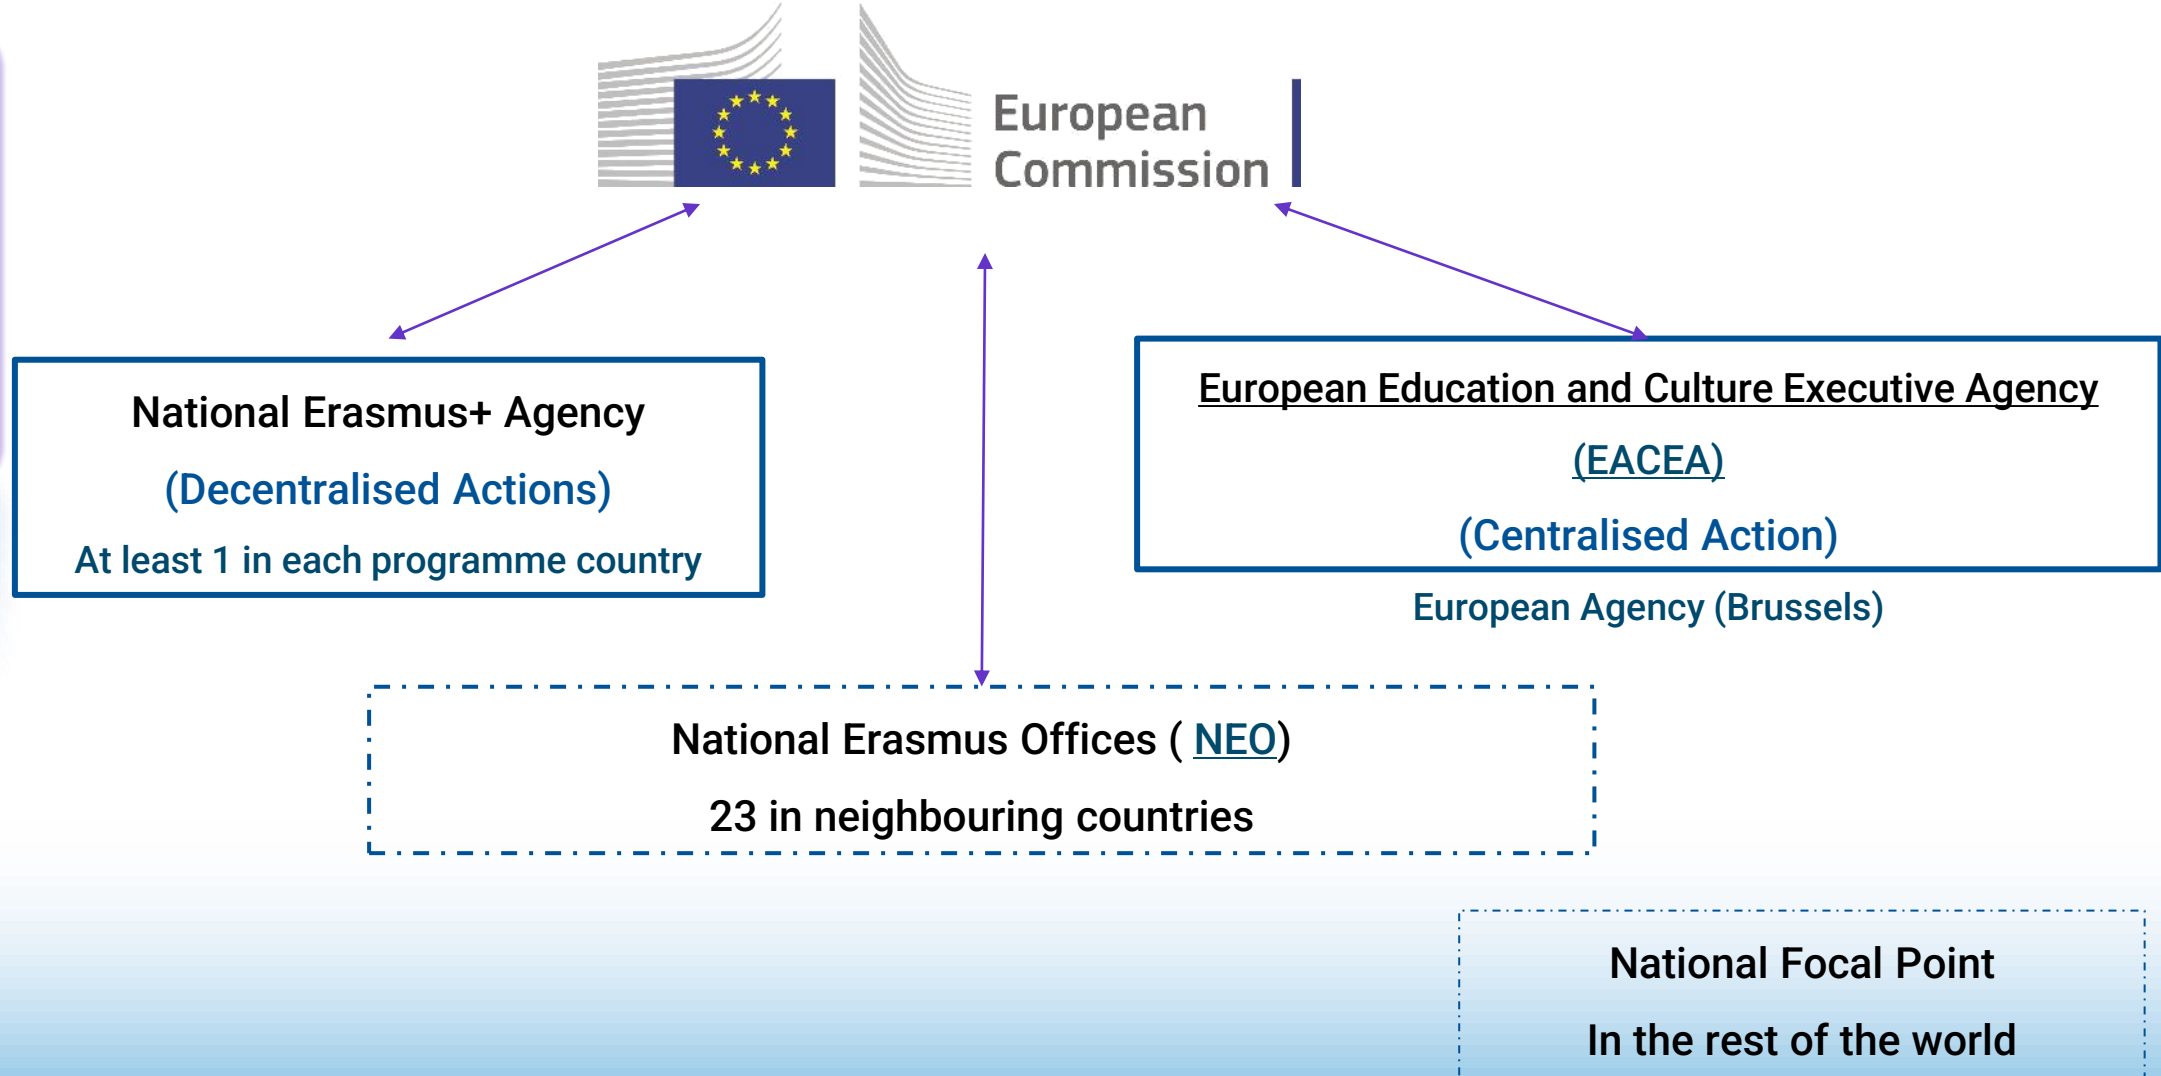 European
Commission
National Erasmus+ Agency
(Decentralised Actions)
At least 1 in each programme country
European Education and Culture Executive Agency
(EACEA)
(Centralised Action)
European Agency (Brussels)
National Erasmus Offices ( NEO)
23 in neighbouring countries
National Focal Point
In the rest of the world